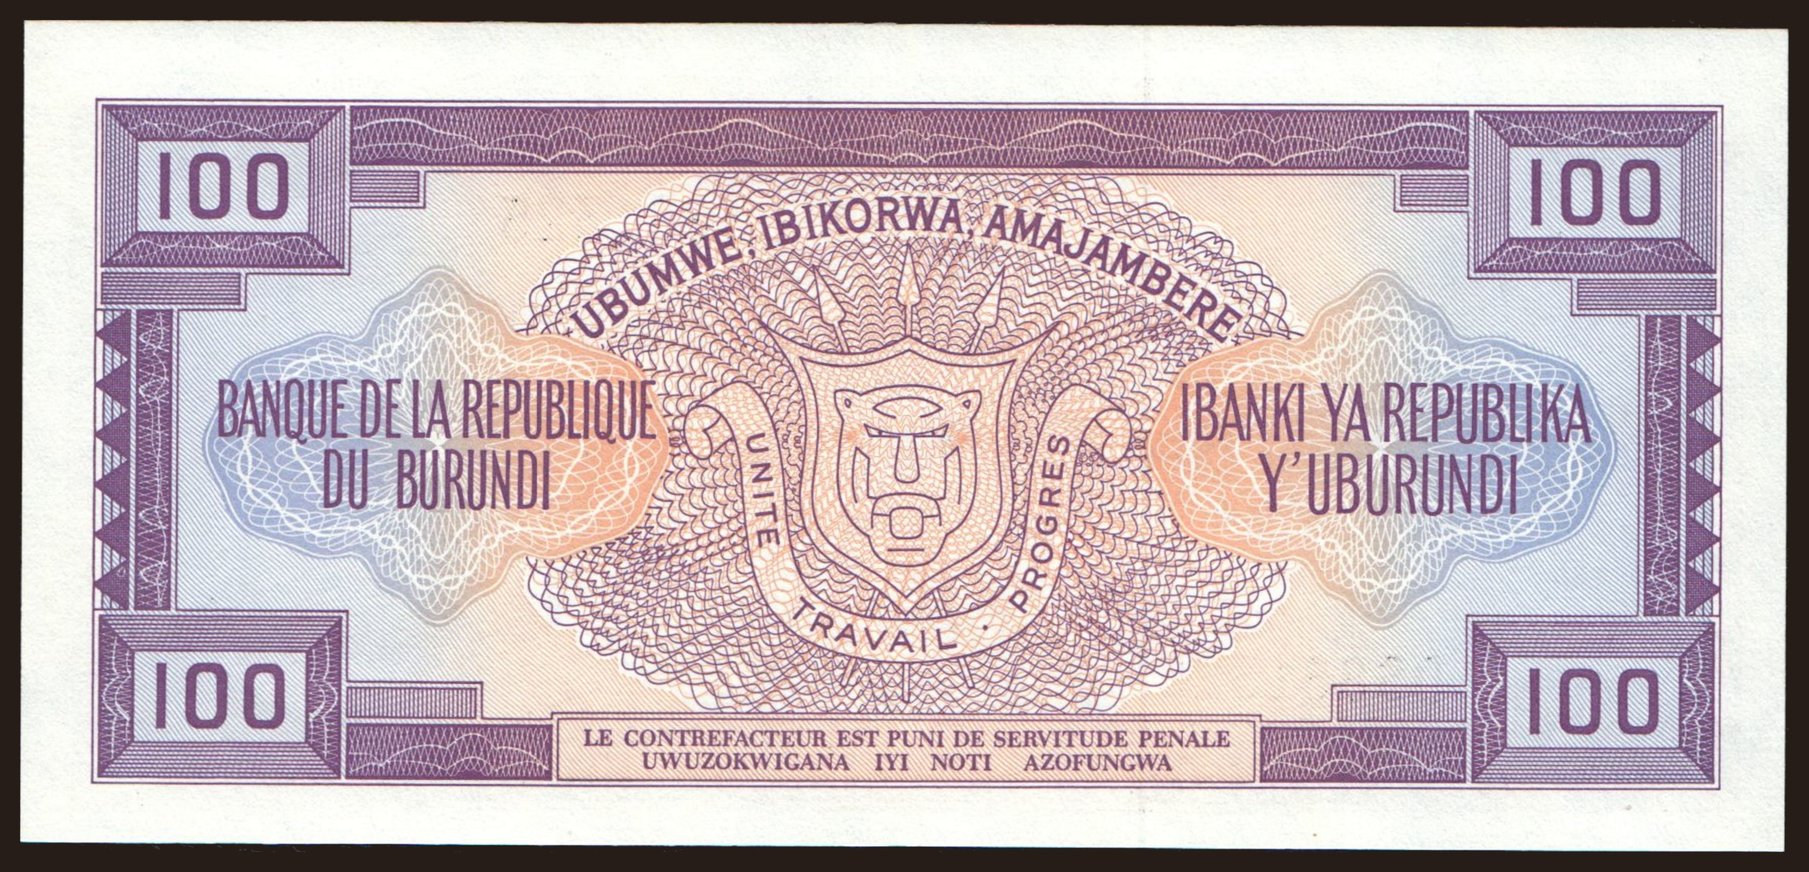 100
100
UBUMWE, IBIKORWA, AMAJAMBERE
BANQUE DE LA REPUBLIQUE
DU BURUNDI
UNITE · TRAVAIL · PROGRES
IBANKI YA REPUBLIKA
Y'UBURUNDI
100
100
LE CONTREFACTEUR EST PUNI DE SERVITUDE PENALE
UWUZOKWIGANA IYI NOTI AZOFUNGWA